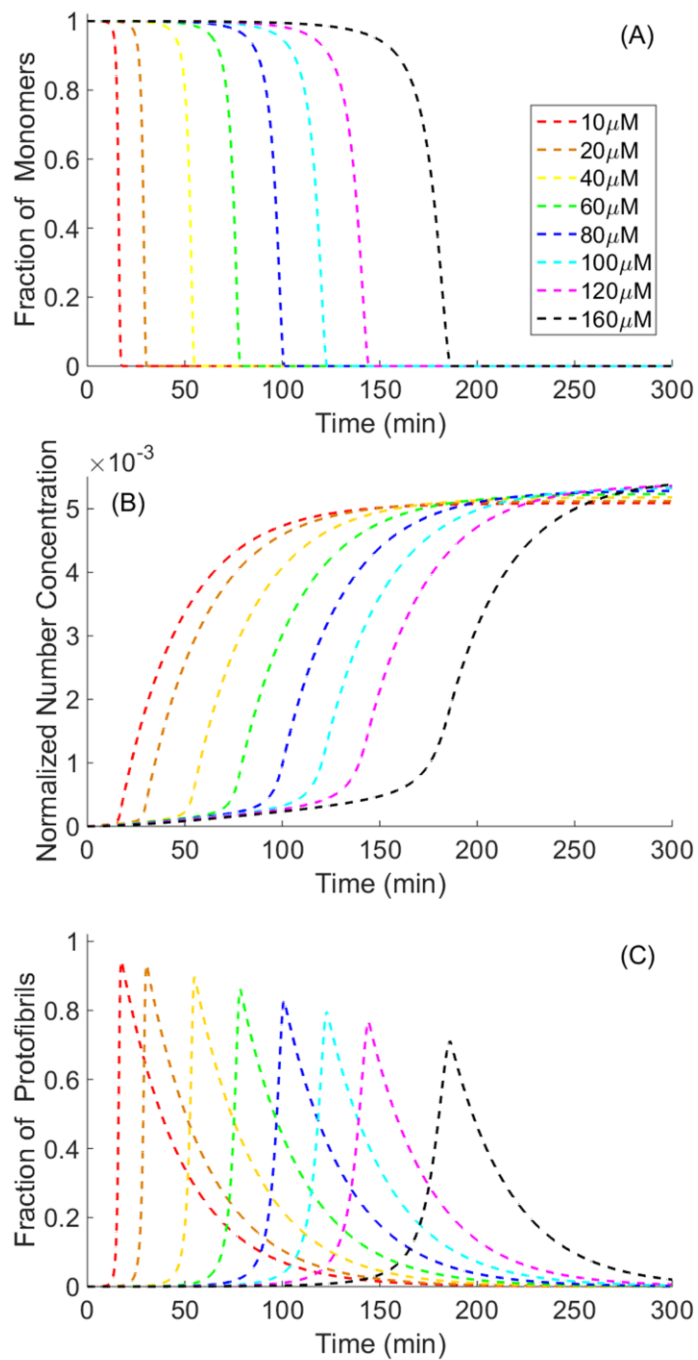 (A)
1
0.8
0.6
0.4
0.2
0
Fraction of Monomers
10μM
20μM
40μM
60μM
80μM
100μM
120μM
160μM
0 50 100 150 200 250 300
Time (min)
×10⁻³
(B)
5
4
3
2
1
0
Normalized Number Concentration
0 50 100 150 200 250 300
Time (min)
(C)
1
0.8
0.6
0.4
0.2
0
Fraction of Protofibrils
0 50 100 150 200 250 300
Time (min)